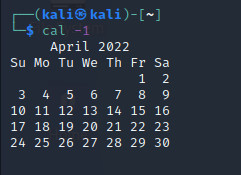 ┌──(kali㉿kali)-[~]
└─$ cal -1
     April 2022
Su Mo Tu We Th Fr Sa
                1  2
 3  4  5  6  7  8  9
10 11 12 13 14 15 16
17 18 19 20 21 22 23
24 25 26 27 28 29 30